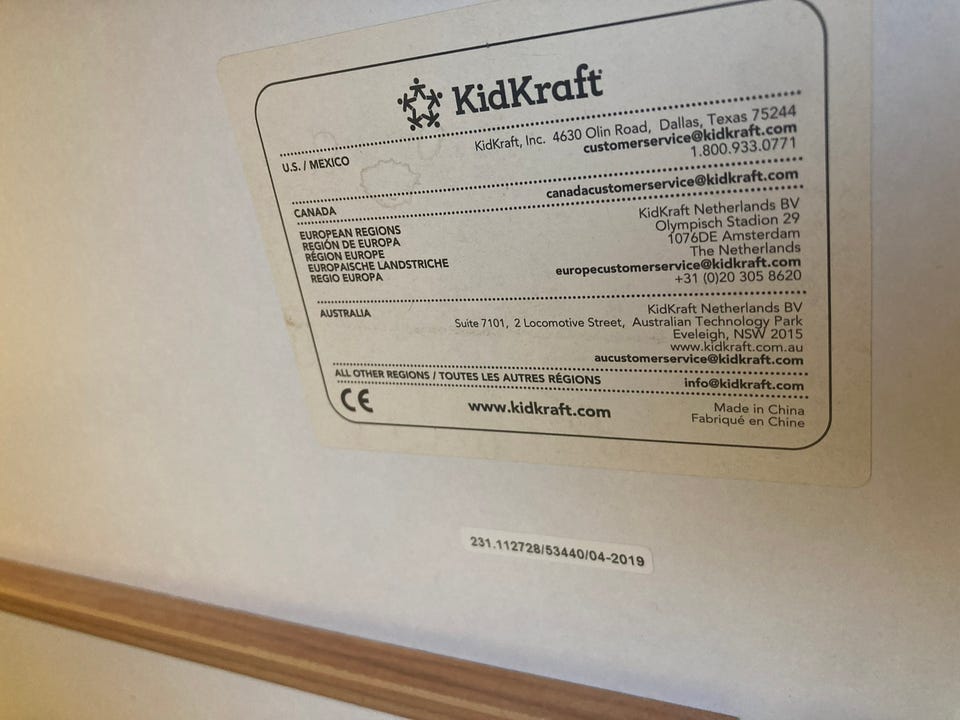 KidKraft
U.S. / MEXICO
KidKraft, Inc. 4630 Olin Road, Dallas, Texas 75244
customerservice@kidkraft.com
1.800.933.0771
CANADA
canadacustomerservice@kidkraft.com
EUROPEAN REGIONS
REGIÓN DE EUROPA
RÉGION EUROPE
EUROPAISCHE LANDSTRICHE
REGIO EUROPA
KidKraft Netherlands BV
Olympisch Stadion 29
1076DE Amsterdam
The Netherlands
europecustomerservice@kidkraft.com
+31 (0)20 305 8620
AUSTRALIA
KidKraft Netherlands BV
Suite 7101, 2 Locomotive Street, Australian Technology Park
Eveleigh, NSW 2015
www.kidkraft.com.au
aucustomerservice@kidkraft.com
ALL OTHER REGIONS / TOUTES LES AUTRES RÉGIONS
info@kidkraft.com
CE
www.kidkraft.com
Made in China
Fabriqué en Chine
231.112728/53440/04-2019